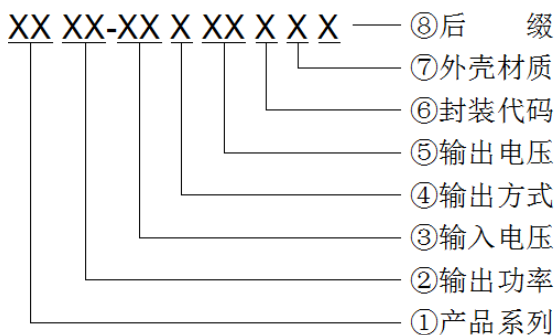 XX XX-XX X XX X X X
⑧后 缀
⑦外壳材质
⑥封装代码
⑤输出电压
④输出方式
③输入电压
②输出功率
①产品系列